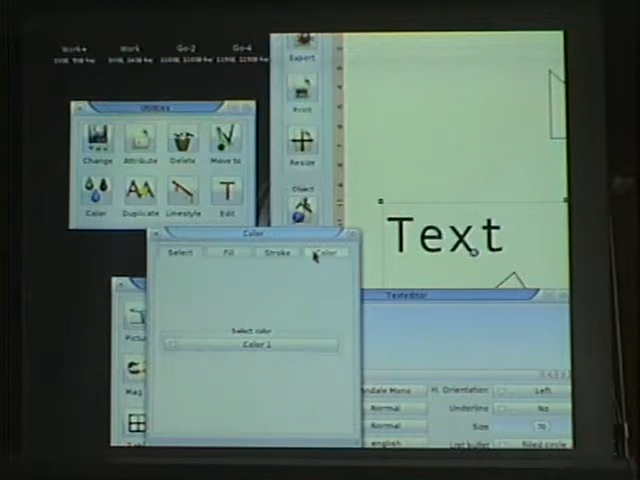 Work+ Work Go-2 Go-4
Utilities
Change Attribute Delete Move to
Color Duplicate Linestyle Edit
Export
Print
Resize
Object
Text
Color
Select Fill Stroke Color
Select color
Color 1
Texteditor
H. Orientation Left
Normal Underline No
Normal Size 70
english List bullet filled circle